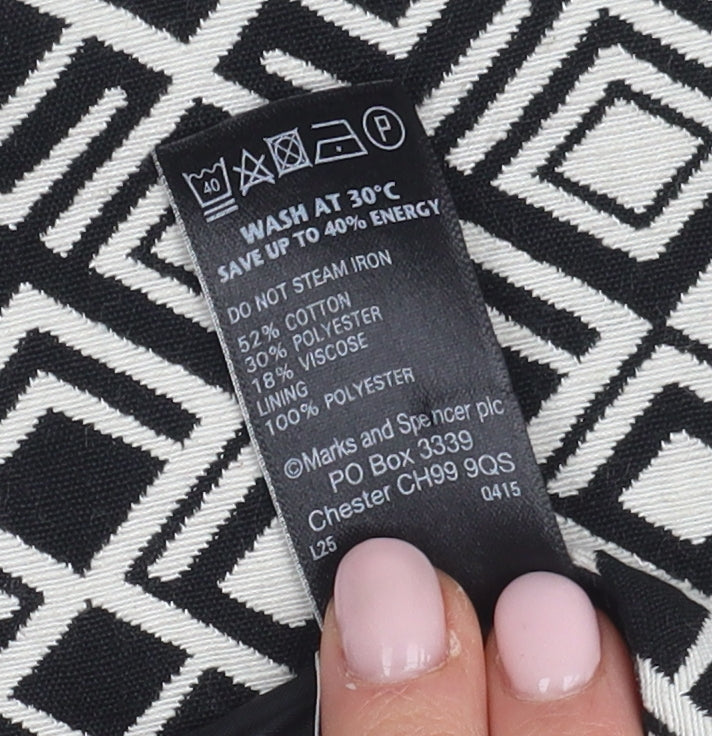 40 P
WASH AT 30°C
SAVE UP TO 40% ENERGY
DO NOT STEAM IRON
52% COTTON
30% POLYESTER
18% VISCOSE
LINING
100% POLYESTER
©Marks and Spencer plc
PO Box 3339
Chester CH99 9QS
0415
L25